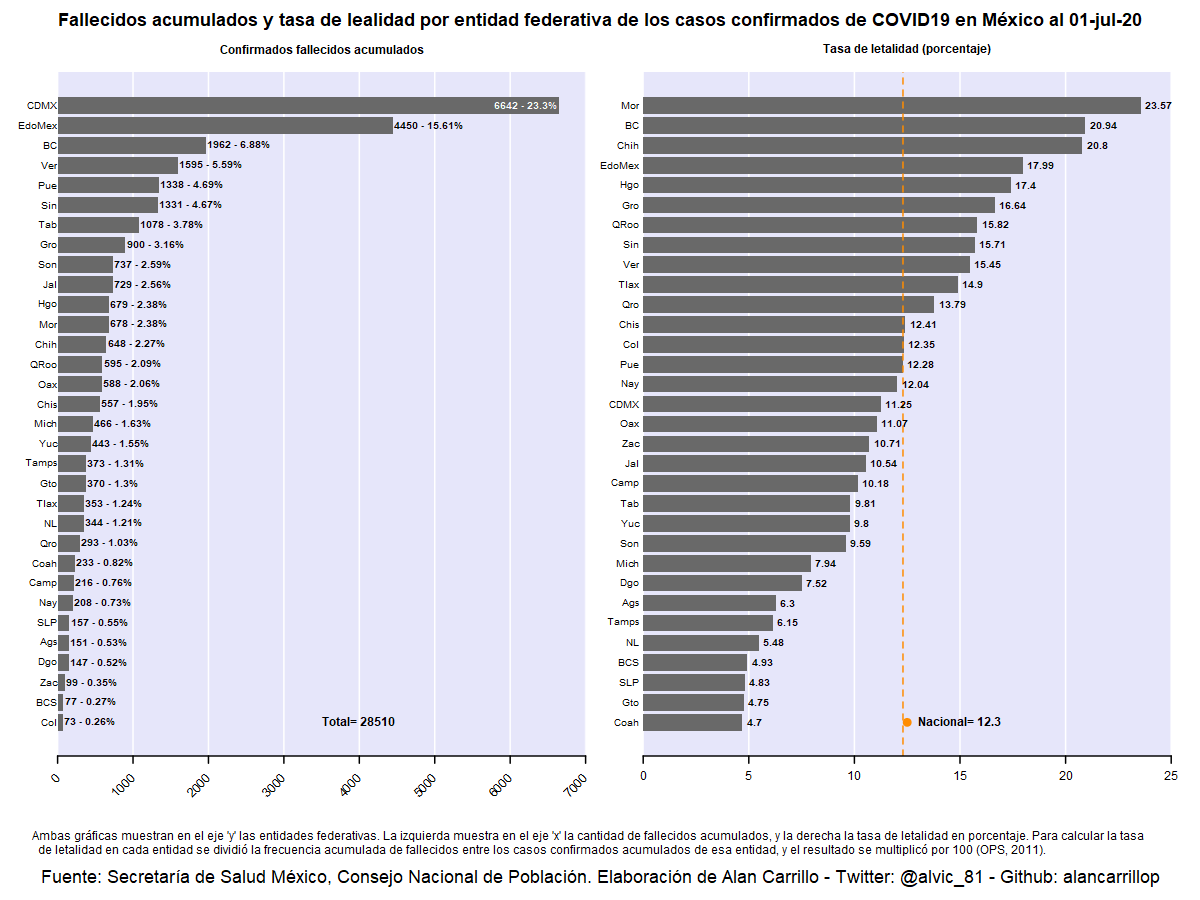 Fallecidos acumulados y tasa de lealidad por entidad federativa de los casos confirmados de COVID19 en México al 01-jul-20
Confirmados fallecidos acumulados
CDMX 6642 - 23.3%
EdoMex 4450 - 15.61%
BC 1962 - 6.88%
Ver 1595 - 5.59%
Pue 1338 - 4.69%
Sin 1331 - 4.67%
Tab 1078 - 3.78%
Gro 900 - 3.16%
Son 737 - 2.59%
Jal 729 - 2.56%
Hgo 679 - 2.38%
Mor 678 - 2.38%
Chih 648 - 2.27%
QRoo 595 - 2.09%
Oax 588 - 2.06%
Chis 557 - 1.95%
Mich 466 - 1.63%
Yuc 443 - 1.55%
Tamps 373 - 1.31%
Gto 370 - 1.3%
Tlax 353 - 1.24%
NL 344 - 1.21%
Qro 293 - 1.03%
Coah 233 - 0.82%
Camp 216 - 0.76%
Nay 208 - 0.73%
SLP 157 - 0.55%
Ags 151 - 0.53%
Dgo 147 - 0.52%
Zac 99 - 0.35%
BCS 77 - 0.27%
Col 73 - 0.26%
Total= 28510
0 1000 2000 3000 4000 5000 6000 7000
Tasa de letalidad (porcentaje)
Mor 23.57
BC 20.94
Chih 20.8
EdoMex 17.99
Hgo 17.4
Gro 16.64
QRoo 15.82
Sin 15.71
Ver 15.45
Tlax 14.9
Qro 13.79
Chis 12.41
Col 12.35
Pue 12.28
Nay 12.04
CDMX 11.25
Oax 11.07
Zac 10.71
Jal 10.54
Camp 10.18
Tab 9.81
Yuc 9.8
Son 9.59
Mich 7.94
Dgo 7.52
Ags 6.3
Tamps 6.15
NL 5.48
BCS 4.93
SLP 4.83
Gto 4.75
Coah 4.7
Nacional= 12.3
0 5 10 15 20 25
Ambas gráficas muestran en el eje 'y' las entidades federativas. La izquierda muestra en el eje 'x' la cantidad de fallecidos acumulados, y la derecha la tasa de letalidad en porcentaje. Para calcular la tasa
de letalidad en cada entidad se dividió la frecuencia acumulada de fallecidos entre los casos confirmados acumulados de esa entidad, y el resultado se multiplicó por 100 (OPS, 2011).
Fuente: Secretaría de Salud México, Consejo Nacional de Población. Elaboración de Alan Carrillo - Twitter: @alvic_81 - Github: alancarrillop